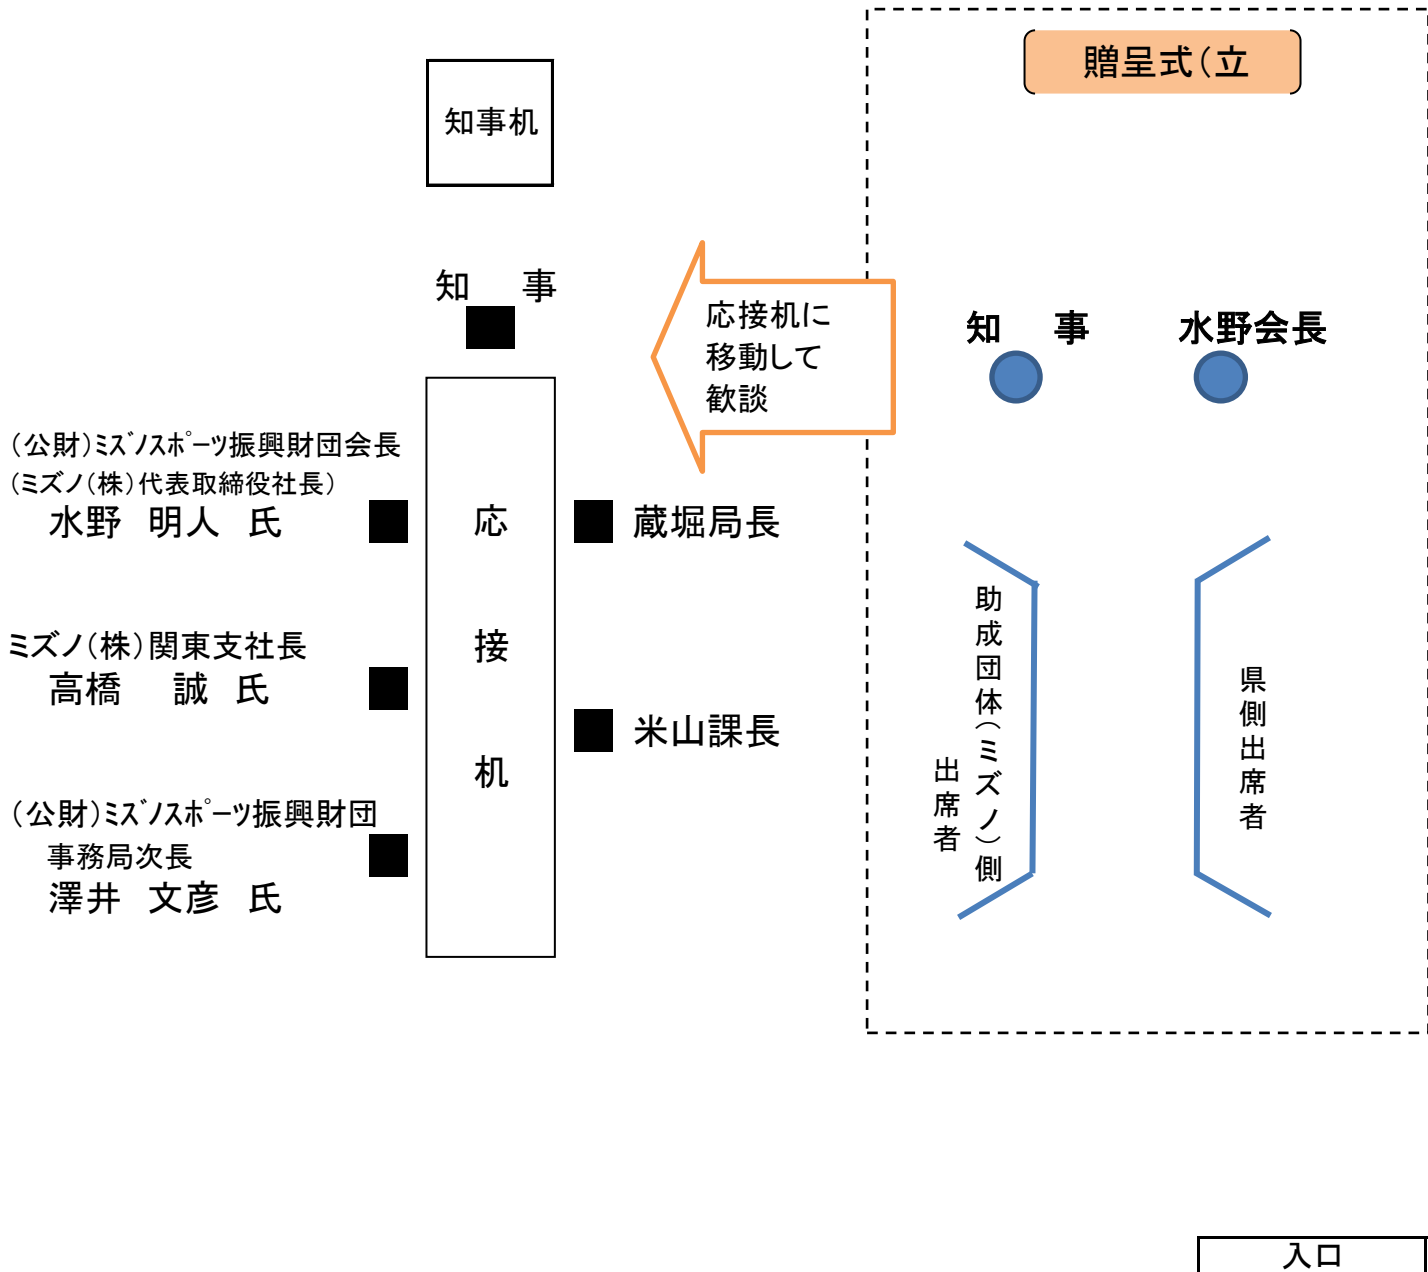 贈呈式(立
知事机
知　事
応接机に
移動して
歓談
知　事
水野会長
(公財)ﾐｽﾞﾉｽﾎﾟｰﾂ振興財団会長
(ミズノ(株)代表取締役社長)
水野　明人　氏
ミズノ(株)関東支社長
高橋　誠　氏
(公財)ﾐｽﾞﾉｽﾎﾟｰﾂ振興財団
事務局次長
澤井　文彦　氏
応接机
蔵堀局長
米山課長
助成団体(ミズノ)側
出席者
県側出席者
入口